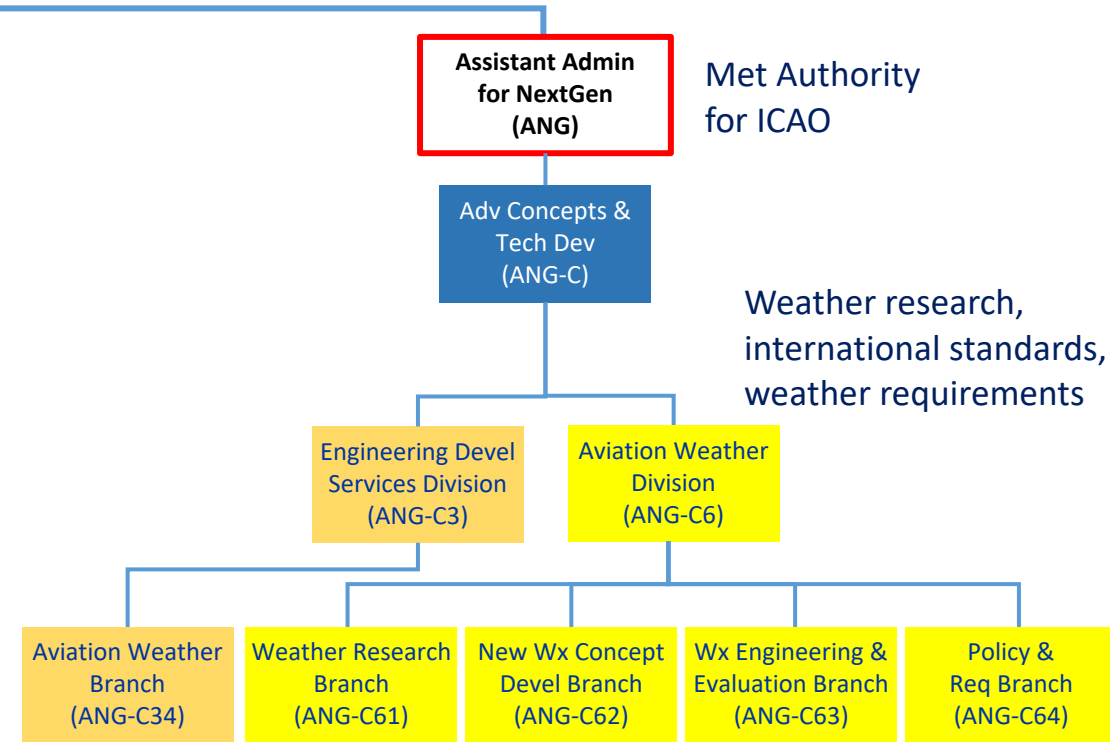 Assistant Admin
for NextGen
(ANG)
Met Authority
for ICAO
Adv Concepts &
Tech Dev
(ANG-C)
Weather research,
international standards,
weather requirements
Engineering Devel
Services Division
(ANG-C3)
Aviation Weather
Division
(ANG-C6)
Aviation Weather
Branch
(ANG-C34)
Weather Research
Branch
(ANG-C61)
New Wx Concept
Devel Branch
(ANG-C62)
Wx Engineering &
Evaluation Branch
(ANG-C63)
Policy &
Req Branch
(ANG-C64)